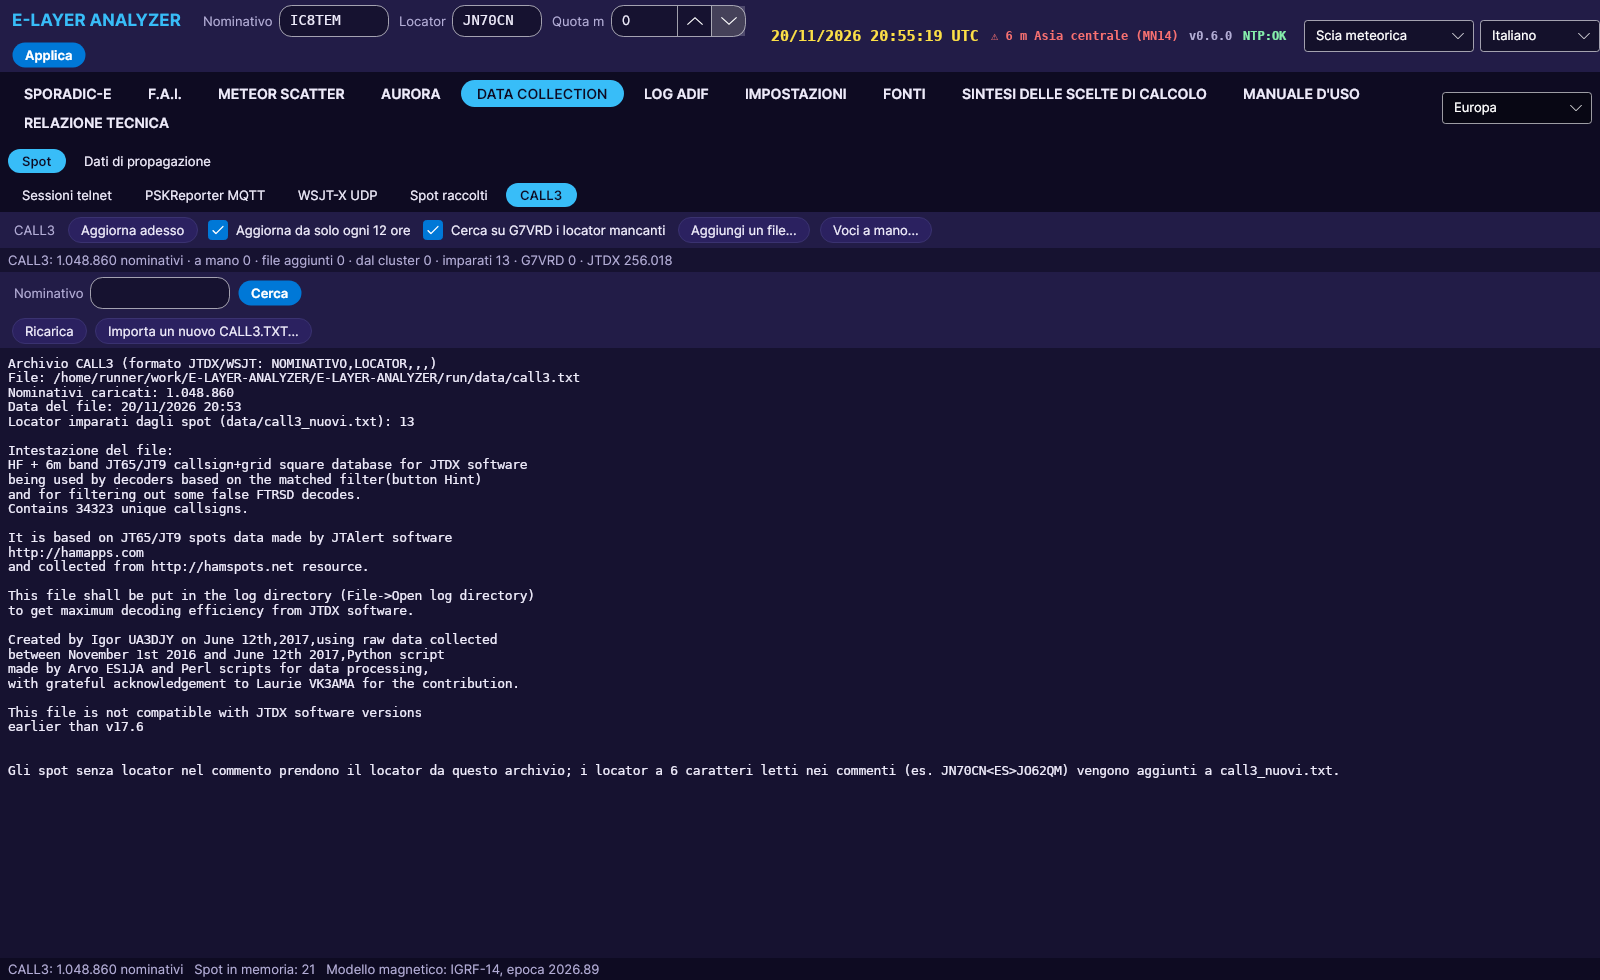 E-LAYER ANALYZER Nominativo IC8TEM Locator JN70CN Quota m 0
20/11/2026 20:55:19 UTC ⚠ 6 m Asia centrale (MN14) v0.6.0 NTP:OK Scia meteorica Italiano
Applica
SPORADIC-E F.A.I. METEOR SCATTER AURORA DATA COLLECTION LOG ADIF IMPOSTAZIONI FONTI SINTESI DELLE SCELTE DI CALCOLO MANUALE D'USO
RELAZIONE TECNICA
Europa
Spot Dati di propagazione
Sessioni telnet PSKReporter MQTT WSJT-X UDP Spot raccolti CALL3
CALL3 Aggiorna adesso Aggiorna da solo ogni 12 ore Cerca su G7VRD i locator mancanti Aggiungi un file... Voci a mano...
CALL3: 1.048.860 nominativi · a mano 0 · file aggiunti 0 · dal cluster 0 · imparati 13 · G7VRD 0 · JTDX 256.018
Nominativo Cerca
Ricarica Importa un nuovo CALL3.TXT...
Archivio CALL3 (formato JTDX/WSJT: NOMINATIVO,LOCATOR,,,)
File: /home/runner/work/E-LAYER-ANALYZER/E-LAYER-ANALYZER/run/data/call3.txt
Nominativi caricati: 1.048.860
Data del file: 20/11/2026 20:53
Locator imparati dagli spot (data/call3_nuovi.txt): 13
Intestazione del file:
HF + 6m band JT65/JT9 callsign+grid square database for JTDX software
being used by decoders based on the matched filter(button Hint)
and for filtering out some false FTRSD decodes.
Contains 34323 unique callsigns.
It is based on JT65/JT9 spots data made by JTAlert software
http://hamapps.com
and collected from http://hamspots.net resource.
This file shall be put in the log directory (File->Open log directory)
to get maximum decoding efficiency from JTDX software.
Created by Igor UA3DJY on June 12th,2017,using raw data collected
between November 1st 2016 and June 12th 2017,Python script
made by Arvo ES1JA and Perl scripts for data processing,
with grateful acknowledgement to Laurie VK3AMA for the contribution.
This file is not compatible with JTDX software versions
earlier than v17.6
Gli spot senza locator nel commento prendono il locator da questo archivio; i locator a 6 caratteri letti nei commenti (es. JN70CN<ES>JO62QM) vengono aggiunti a call3_nuovi.txt.
CALL3: 1.048.860 nominativi Spot in memoria: 21 Modello magnetico: IGRF-14, epoca 2026.89